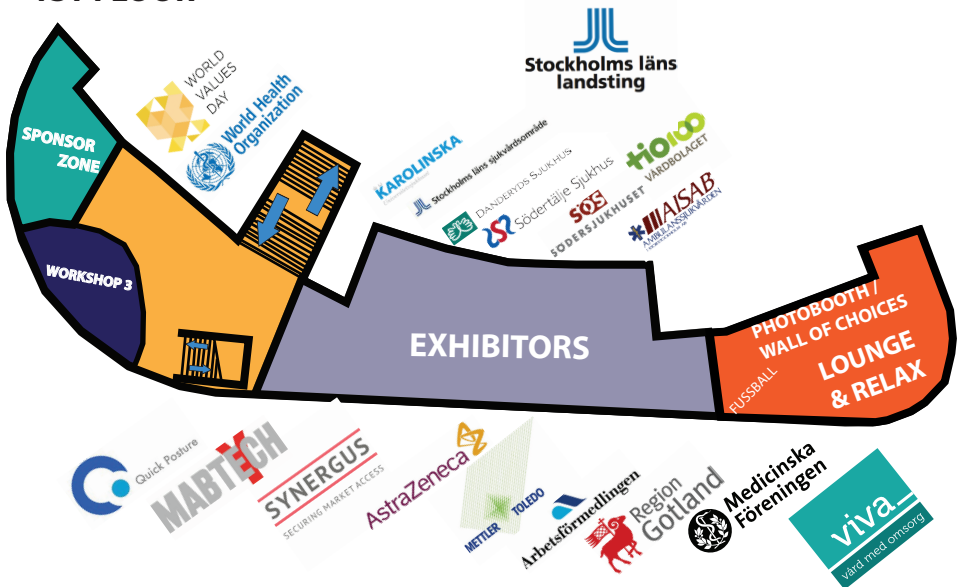 WORLD
VALUES
DAY
World Health
Organization
Stockholms läns
landsting
KAROLINSKA
Stockholms läns sjukvårdsområde
DANDERYDS SJUKHUS
Södertälje Sjukhus
SÖS
SÖDERSJUKHUSET
TIO100
VÅRDBOLAGET
AISAB
AMBULANSSJUKVÅRDEN
SPONSOR
ZONE
WORKSHOP 3
EXHIBITORS
PHOTOBOOTH /
WALL OF CHOICES
LOUNGE
& RELAX
FUSSBALL
Quick Posture
MABTECH
SYNERGUS
SECURING MARKET ACCESS
AstraZeneca
METTLER TOLEDO
Arbetsförmedlingen
Region
Gotland
Medicinska
Föreningen
viva
vård med omsorg